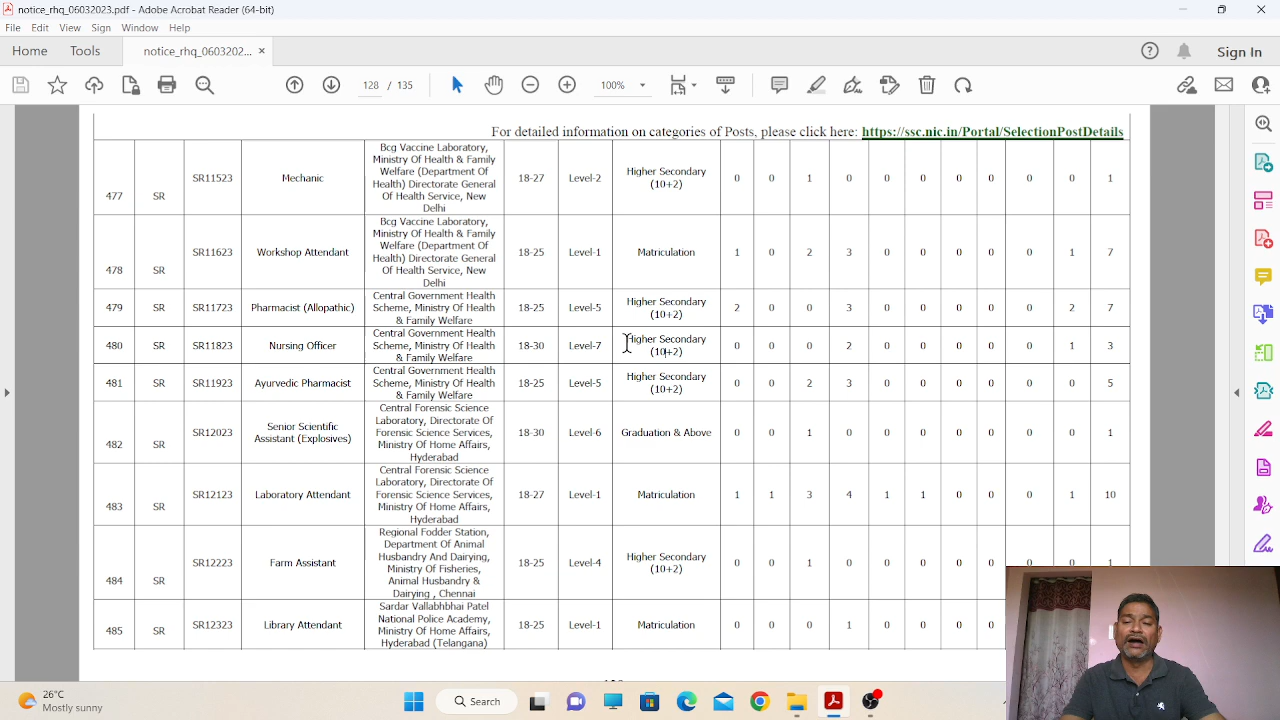 notice_rhq_06032023.pdf - Adobe Acrobat Reader (64-bit)
File Edit View Sign Window Help
Home Tools notice_rhq_0603202... × Sign In
128 / 135 100%
For detailed information on categories of Posts, please click here: https://ssc.nic.in/Portal/SelectionPostDetails
477 SR SR11523 Mechanic Bcg Vaccine Laboratory,
Ministry Of Health & Family
Welfare (Department Of
Health) Directorate General
Of Health Service, New
Delhi 18-27 Level-2 Higher Secondary
(10+2) 0 0 1 0 0 0 0 0 0 0 1
478 SR SR11623 Workshop Attendant Bcg Vaccine Laboratory,
Ministry Of Health & Family
Welfare (Department Of
Health) Directorate General
Of Health Service, New
Delhi 18-25 Level-1 Matriculation 1 0 2 3 0 0 0 0 0 1 7
479 SR SR11723 Pharmacist (Allopathic) Central Government Health
Scheme, Ministry Of Health
& Family Welfare 18-25 Level-5 Higher Secondary
(10+2) 2 0 0 3 0 0 0 0 0 2 7
480 SR SR11823 Nursing Officer Central Government Health
Scheme, Ministry Of Health
& Family Welfare 18-30 Level-7 Higher Secondary
(10+2) 0 0 0 2 0 0 0 0 0 1 3
481 SR SR11923 Ayurvedic Pharmacist Central Government Health
Scheme, Ministry Of Health
& Family Welfare 18-25 Level-5 Higher Secondary
(10+2) 0 0 2 3 0 0 0 0 0 0 5
482 SR SR12023 Senior Scientific
Assistant (Explosives) Central Forensic Science
Laboratory, Directorate Of
Forensic Science Services,
Ministry Of Home Affairs,
Hyderabad 18-30 Level-6 Graduation & Above 0 0 1 0 0 0 0 0 0 0 1
483 SR SR12123 Laboratory Attendant Central Forensic Science
Laboratory, Directorate Of
Forensic Science Services,
Ministry Of Home Affairs,
Hyderabad 18-27 Level-1 Matriculation 1 1 3 4 1 1 0 0 0 1 10
484 SR SR12223 Farm Assistant Regional Fodder Station,
Department Of Animal
Husbandry And Dairying,
Ministry Of Fisheries,
Animal Husbandry &
Dairying , Chennai 18-25 Level-4 Higher Secondary
(10+2) 0 0 1 0 0 0 0 0 0 0 1
485 SR SR12323 Library Attendant Sardar Vallabhbhai Patel
National Police Academy,
Ministry Of Home Affairs,
Hyderabad (Telangana) 18-25 Level-1 Matriculation 0 0 0 1 0 0 0 0
26°C
Mostly sunny
Search